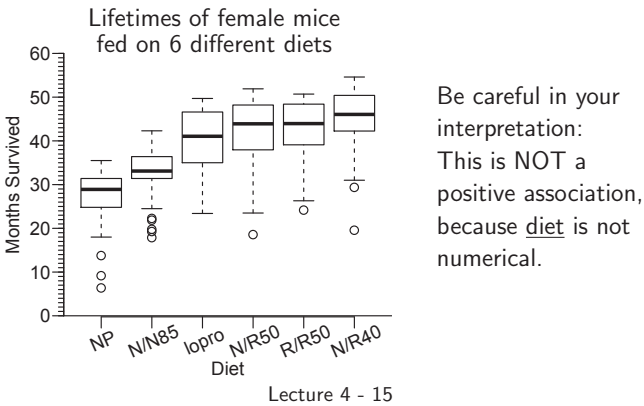 Lifetimes of female mice
fed on 6 different diets
60
50
40
30
20
10
0
Months Survived
NP
N/N85
lopro
N/R50
R/R50
N/R40
Diet
Be careful in your
interpretation:
This is NOT a
positive association,
because diet is not
numerical.
Lecture 4 - 15